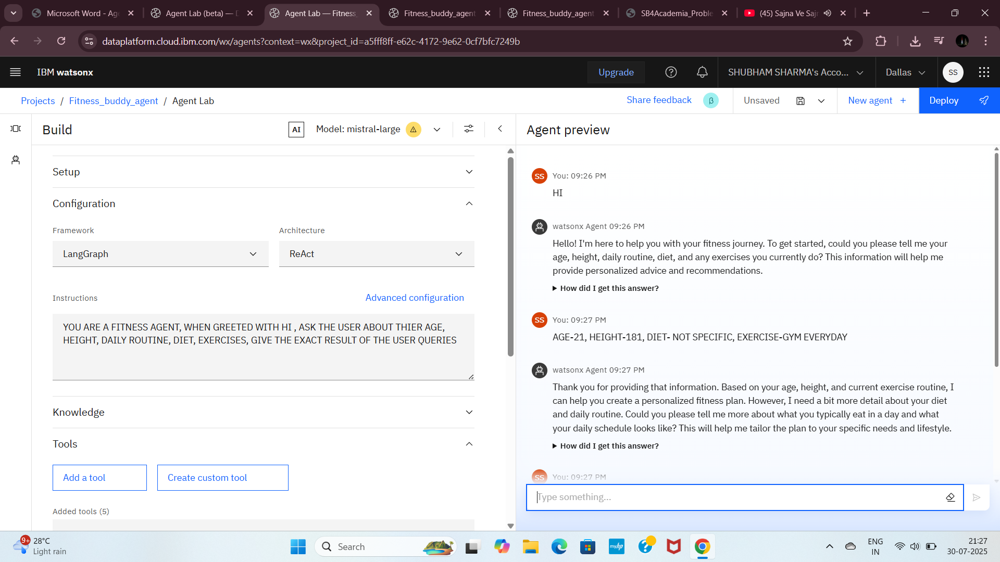 Microsoft Word - Age
Agent Lab (beta) — D
Agent Lab — Fitness_
Fitness_buddy_agent
Fitness_buddy_agent
SB4Academia_Proble
(45) Sajna Ve Sajn
dataplatform.cloud.ibm.com/wx/agents?context=wx&project_id=a5fff8ff-e62c-4172-9e62-0cf7bfc7249b
IBM watsonx
Upgrade
SHUBHAM SHARMA's Acco...
Dallas
SS
Projects / Fitness_buddy_agent / Agent Lab
Share feedback
β
Unsaved
New agent +
Deploy
Build
AI
Model: mistral-large
Setup
Configuration
Framework
Architecture
LangGraph
ReAct
Instructions
Advanced configuration
YOU ARE A FITNESS AGENT, WHEN GREETED WITH HI , ASK THE USER ABOUT THIER AGE,
HEIGHT, DAILY ROUTINE, DIET, EXERCISES, GIVE THE EXACT RESULT OF THE USER QUERIES
Knowledge
Tools
Add a tool
Create custom tool
Added tools (5)
Agent preview
SS
You: 09:26 PM
HI
watsonx Agent 09:26 PM
Hello! I'm here to help you with your fitness journey. To get started, could you please tell me your
age, height, daily routine, diet, and any exercises you currently do? This information will help me
provide personalized advice and recommendations.
How did I get this answer?
SS
You: 09:27 PM
AGE-21, HEIGHT-181, DIET- NOT SPECIFIC, EXERCISE-GYM EVERYDAY
watsonx Agent 09:27 PM
Thank you for providing that information. Based on your age, height, and current exercise routine, I
can help you create a personalized fitness plan. However, I need a bit more detail about your diet
and daily routine. Could you please tell me more about what you typically eat in a day and what
your daily schedule looks like? This will help me tailor the plan to your specific needs and lifestyle.
How did I get this answer?
SS
You: 09:27 PM
Type something...
9+
28°C
Light rain
Search
myhp
ENG
IN
21:27
30-07-2025